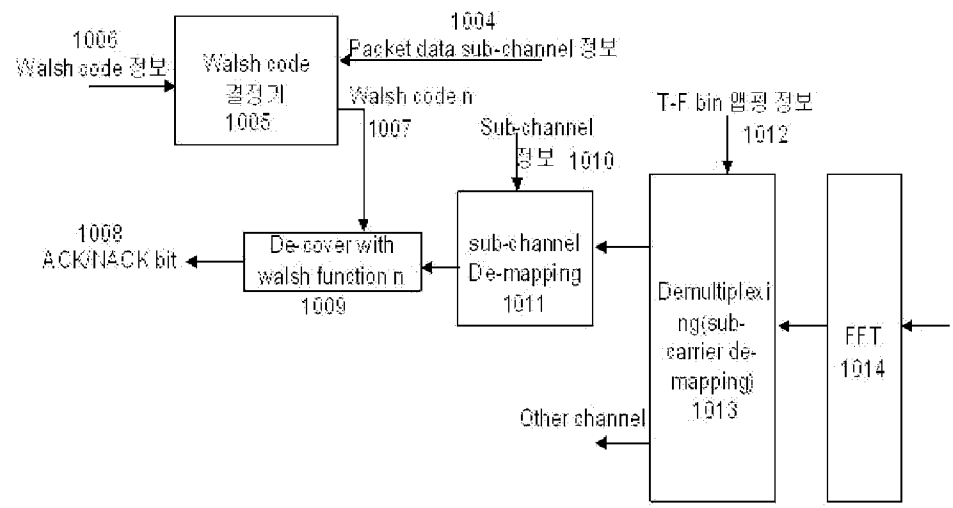 1006
Walsh code 정보
Walsh code
결정기
1005
1004
Packet data sub-channel 정보
Walsh code n
1007
Sub-channel
정보 1010
T-F bin 맵핑 정보
1012
1008
ACK/NACK bit
De-cover with
walsh function n
1009
sub-channel
De-mapping
1011
Demultiplexi
ng(sub-
carrier de-
mapping)
1013
FFT
1014
Other channel